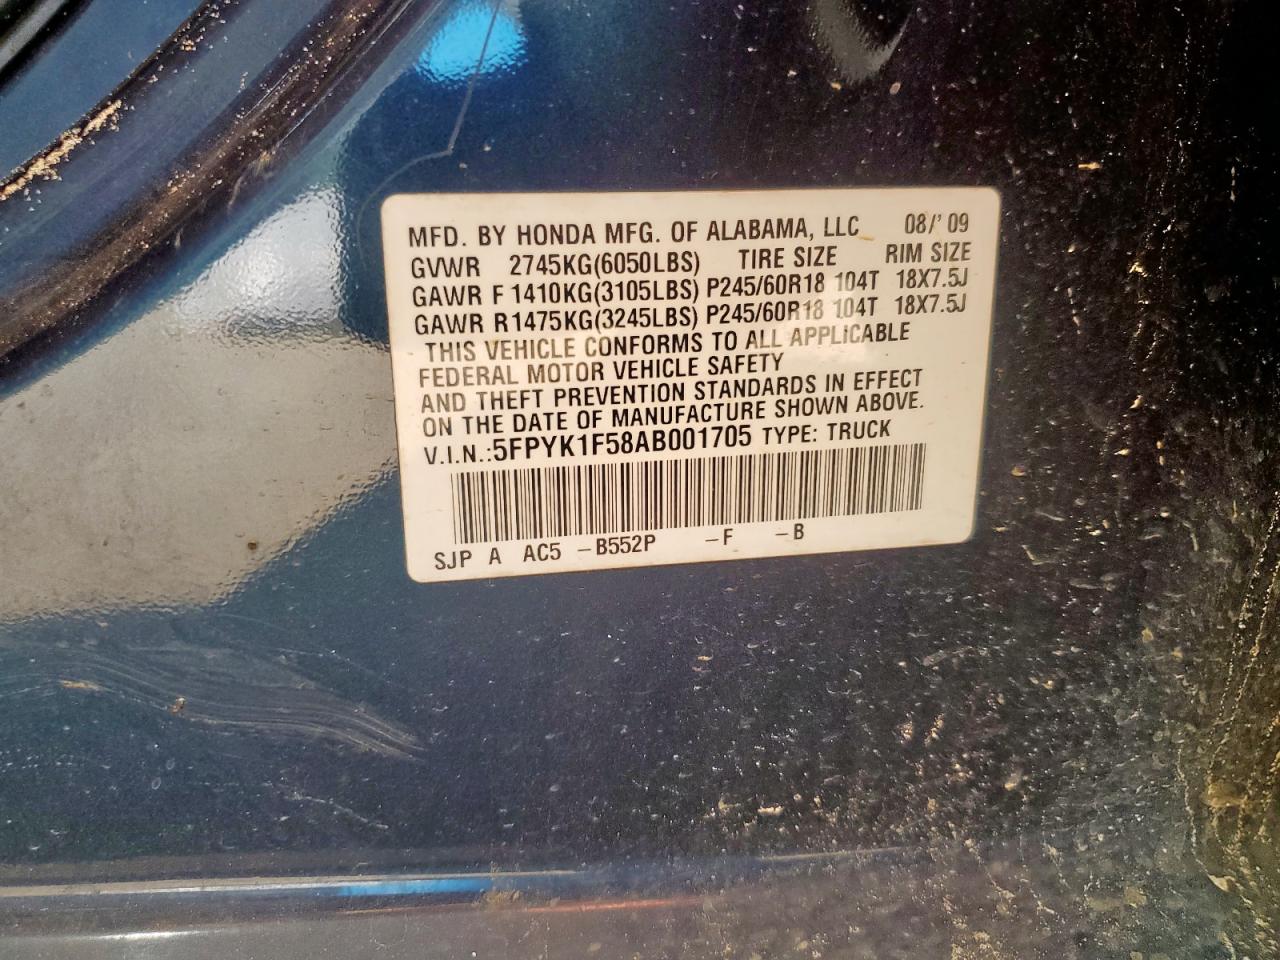 MFD. BY HONDA MFG. OF ALABAMA, LLC 08/'09
GVWR 2745KG(6050LBS) TIRE SIZE RIM SIZE
GAWR F 1410KG(3105LBS) P245/60R18 104T 18X7.5J
GAWR R1475KG(3245LBS) P245/60R18 104T 18X7.5J
THIS VEHICLE CONFORMS TO ALL APPLICABLE
FEDERAL MOTOR VEHICLE SAFETY
AND THEFT PREVENTION STANDARDS IN EFFECT
ON THE DATE OF MANUFACTURE SHOWN ABOVE.
V.I.N.:5FPYK1F58AB001705 TYPE: TRUCK
SJP A AC5 -B552P -F -B